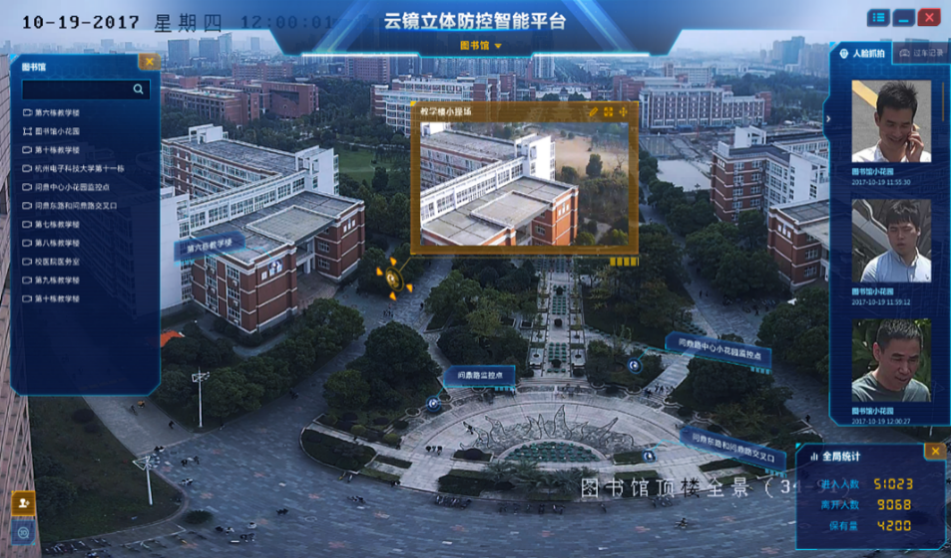 10-19-2017 星期四 12:00:01
云镜立体防控智能平台
图书馆
图书馆
第六栋教学楼
图书馆小花园
第十栋教学楼
杭州电子科技大学第十一栋
问鼎中心小花园监控点
问鼎东路和问鼎路交叉口
第七栋教学楼
第八栋教学楼
校医院医务室
第九栋教学楼
第十栋教学楼
教学楼小操场
第六栋教学楼
问鼎路监控点
问鼎路中心小花园监控点
问鼎东路和问鼎路交叉口
图书馆顶楼全景
人脸抓拍
过车记录
图书馆小花园
2017-10-19 11:55:30
图书馆小花园
2017-10-19 11:59:12
图书馆小花园
2017-10-19 12:00:27
全局统计
进入人数 51023
离开人数 9068
保有量 4200